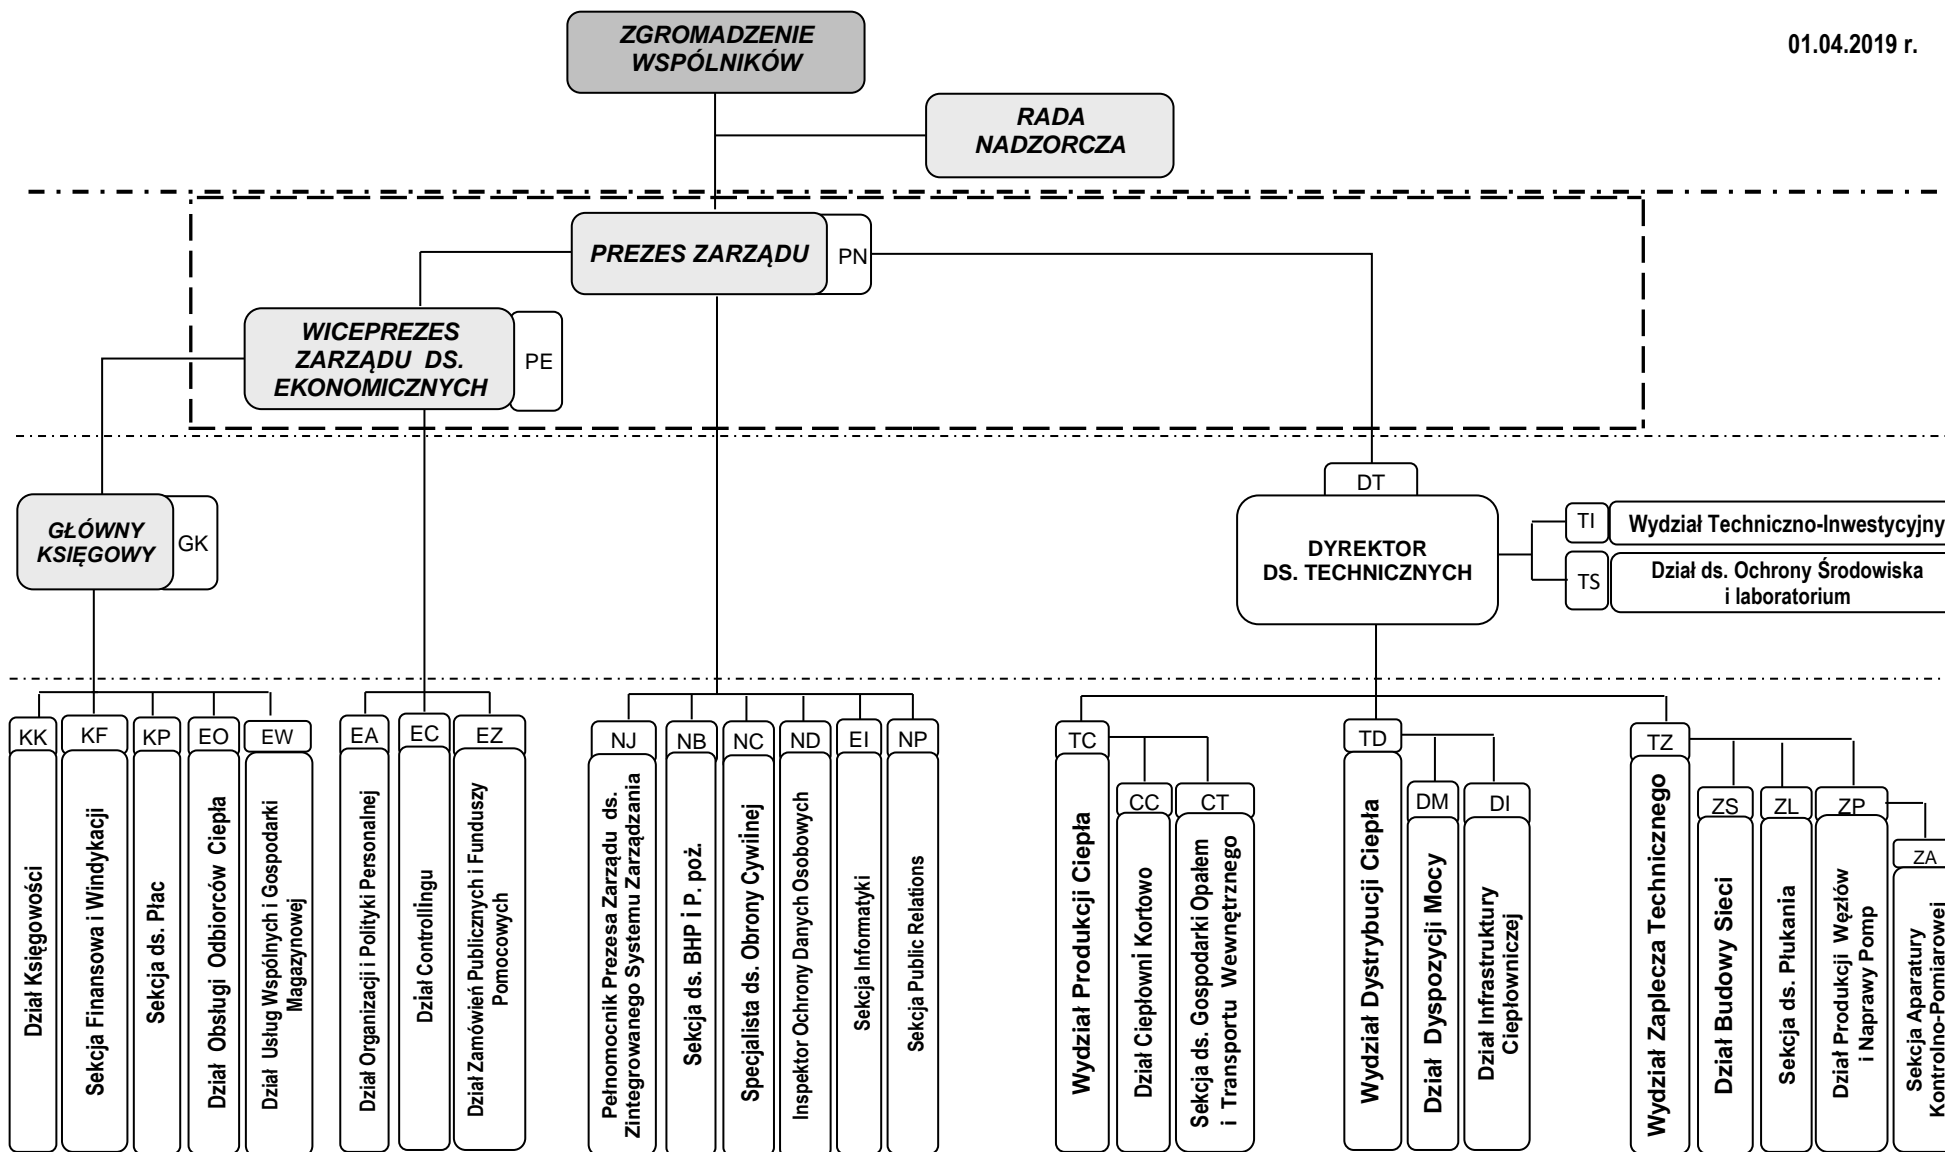 ZGROMADZENIE
WSPÓLNIKÓW
01.04.2019 r.
RADA
NADZORCZA
PREZES ZARZĄDU
PN
WICEPREZES
ZARZĄDU DS.
EKONOMICZNYCH
PE
GŁÓWNY
KSIĘGOWY
GK
DT
DYREKTOR
DS. TECHNICZNYCH
TI
Wydział Techniczno-Inwestycyjny
TS
Dział ds. Ochrony Środowiska
i laboratorium
KK
Dział Księgowości
KF
Sekcja Finansowa i Windykacji
KP
Sekcja ds. Płac
EO
Dział Obsługi Odbiorców Ciepła
EW
Dział Usług Wspólnych i Gospodarki
Magazynowej
EA
Dział Organizacji i Polityki Personalnej
EC
Dział Controllingu
EZ
Dział Zamówień Publicznych i Funduszy
Pomocowych
NJ
Pełnomocnik Prezesa Zarządu ds.
Zintegrowanego Systemu Zarządzania
NB
Sekcja ds. BHP i P. poż.
NC
Specjalista ds. Obrony Cywilnej
ND
Inspektor Ochrony Danych Osobowych
EI
Sekcja Informatyki
NP
Sekcja Public Relations
TC
Wydział Produkcji Ciepła
CC
Dział Ciepłowni Kortowo
CT
Sekcja ds. Gospodarki Opałem
i Transportu Wewnętrznego
TD
Wydział Dystrybucji Ciepła
DM
Dział Dyspozycji Mocy
DI
Dział Infrastruktury
Ciepłowniczej
TZ
Wydział Zaplecza Technicznego
ZS
Dział Budowy Sieci
ZL
Sekcja ds. Płukania
ZP
Dział Produkcji Węzłów
i Naprawy Pomp
ZA
Sekcja Aparatury
Kontrolno-Pomiarowej